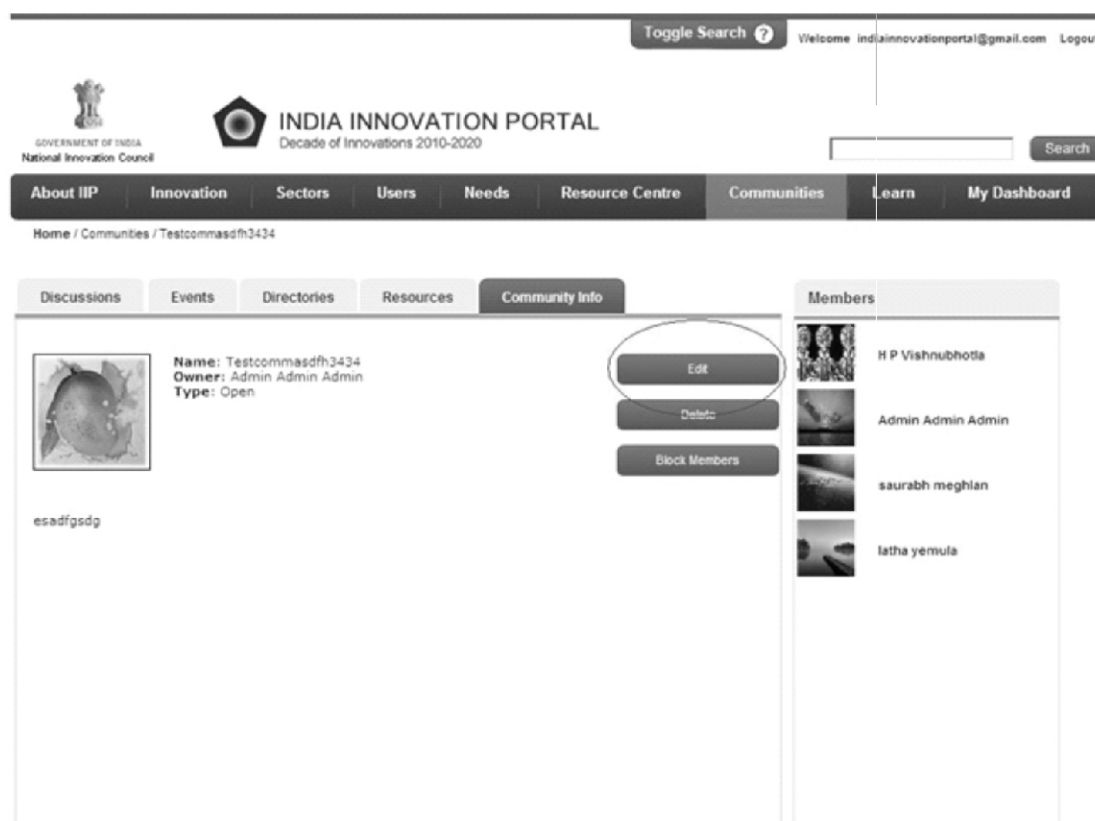 Toggle Search ?
Welcome indiainnovationportal@gmail.com Logout
GOVERNMENT OF INDIA
National Innovation Council
INDIA INNOVATION PORTAL
Decade of Innovations 2010-2020
Search
About IIP Innovation Sectors Users Needs Resource Centre Communities Learn My Dashboard
Home / Communities / Testcommasdfh3434
Discussions Events Directories Resources Community Info
Name: Testcommasdfh3434
Owner: Admin Admin Admin
Type: Open
Edit
Delete
Block Members
esadfgsdg
Members
H P Vishnubhotla
Admin Admin Admin
saurabh meghlan
latha yemula